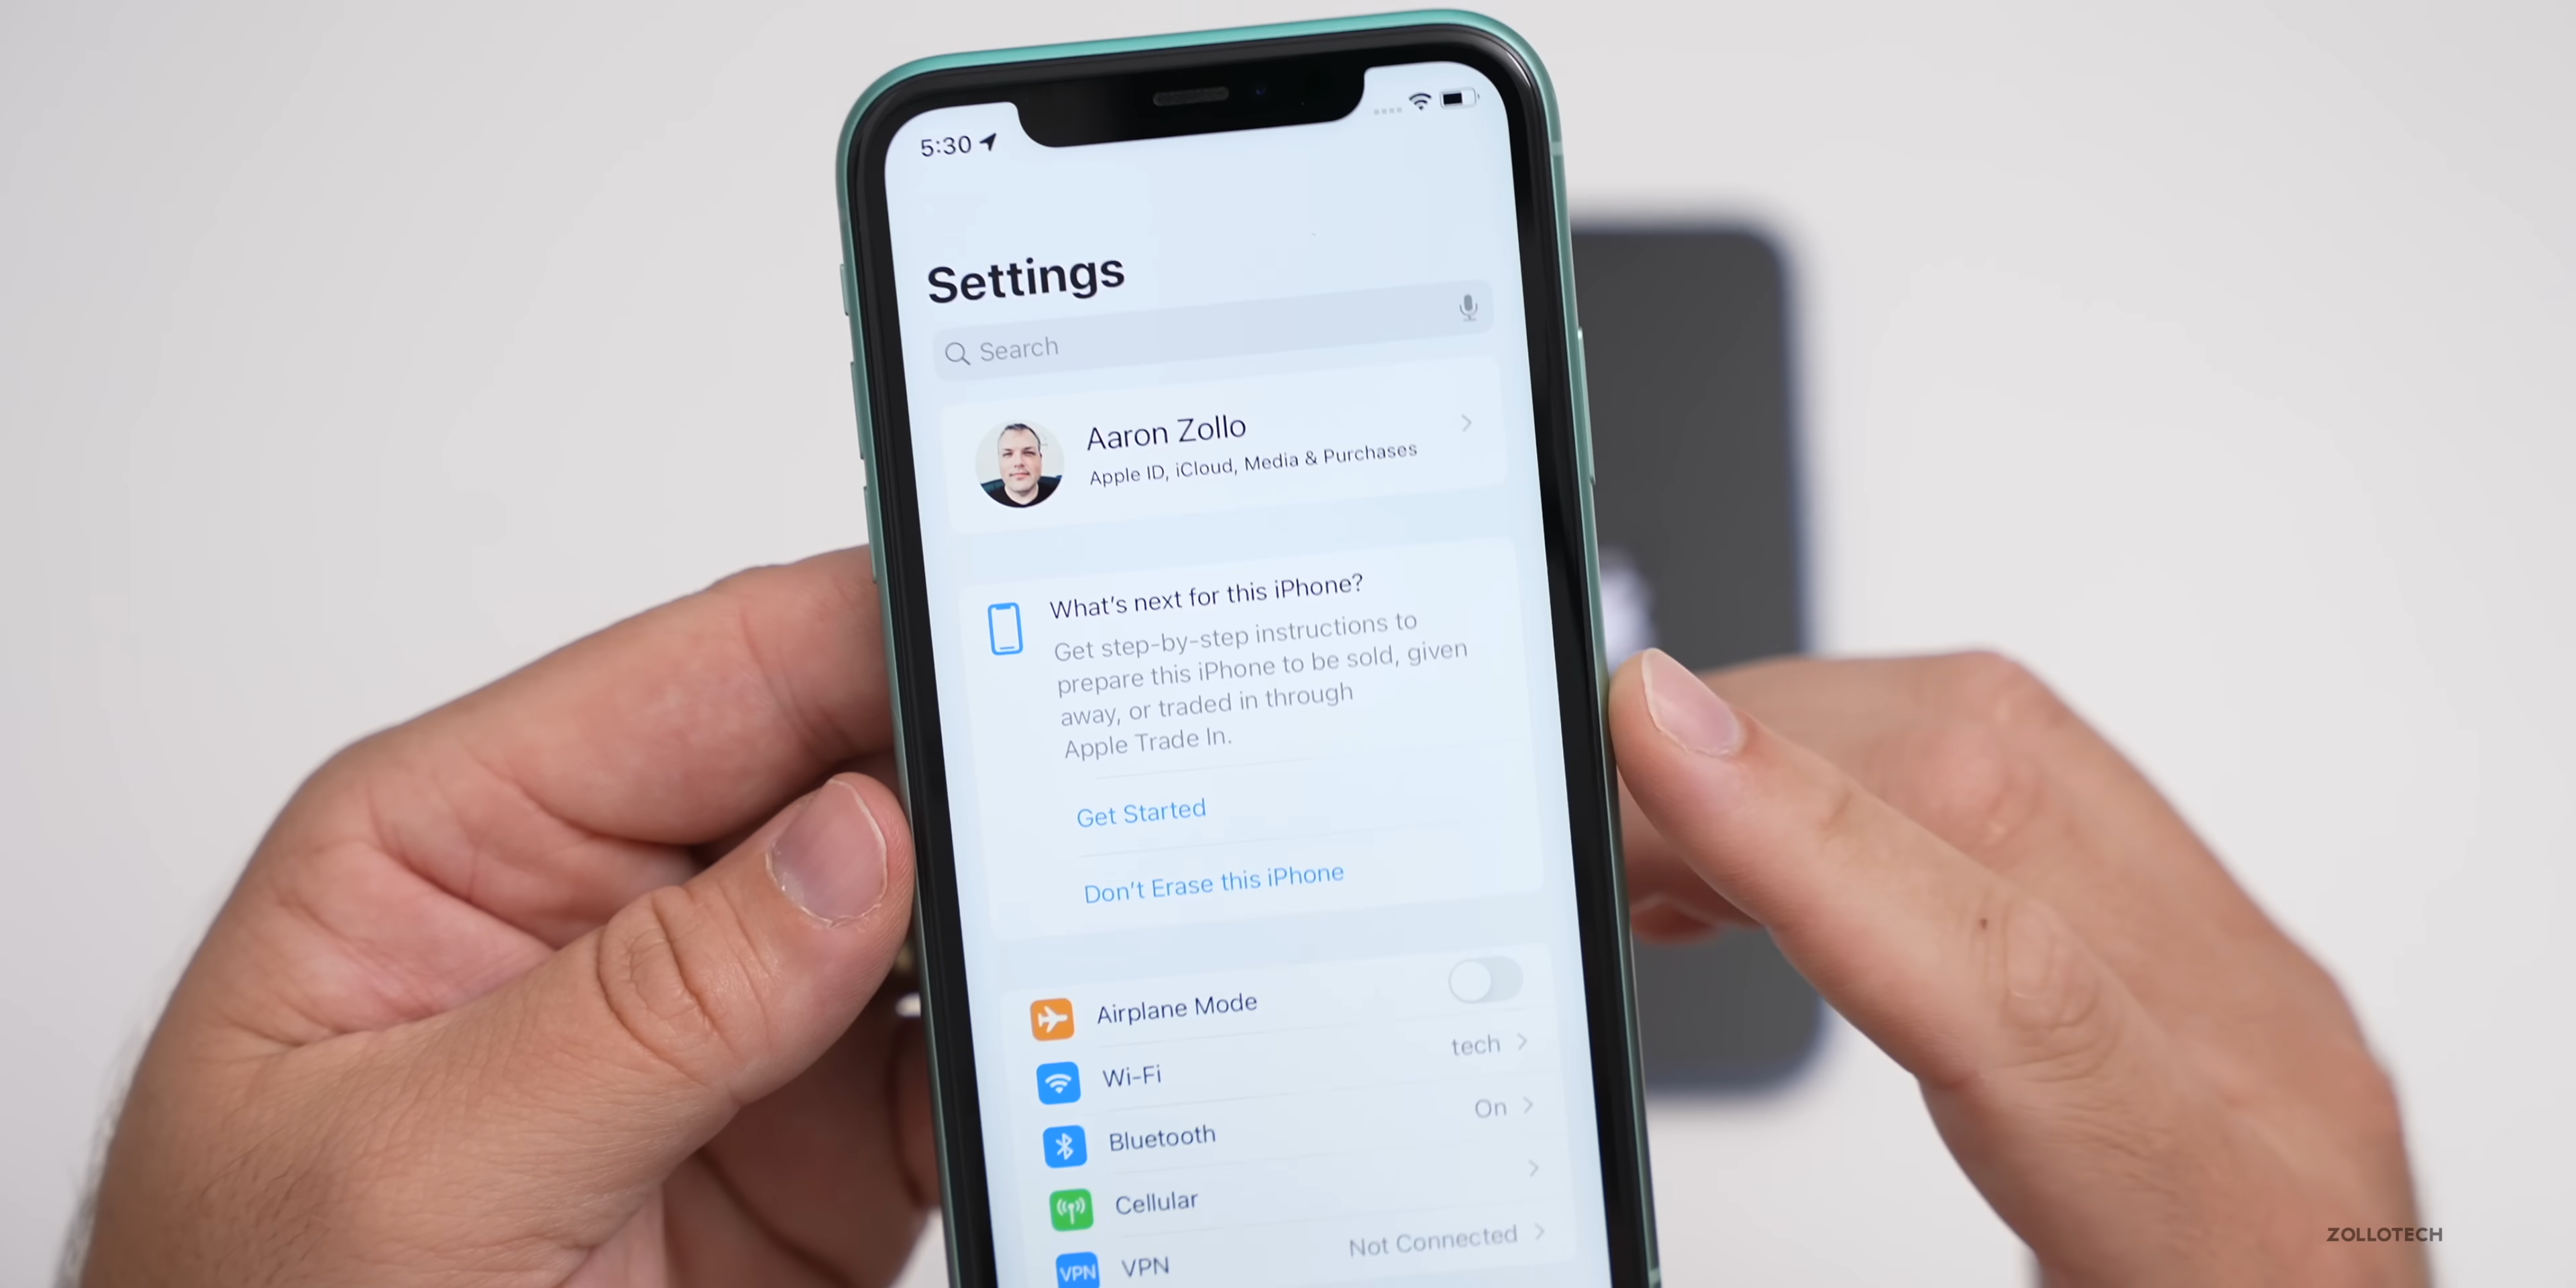 5:30
Settings
Search
Aaron Zollo
Apple ID, iCloud, Media & Purchases
What's next for this iPhone?
Get step-by-step instructions to
prepare this iPhone to be sold, given
away, or traded in through
Apple Trade In.
Get Started
Don't Erase this iPhone
Airplane Mode
Wi-Fi tech
Bluetooth On
Cellular
VPN VPN Not Connected
ZOLLOTECH